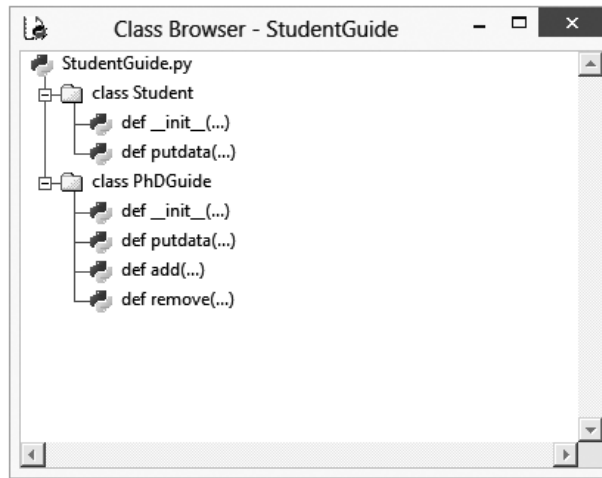 Class Browser - StudentGuide
StudentGuide.py
class Student
def __init__(...)
def putdata(...)
class PhDGuide
def __init__(...)
def putdata(...)
def add(...)
def remove(...)